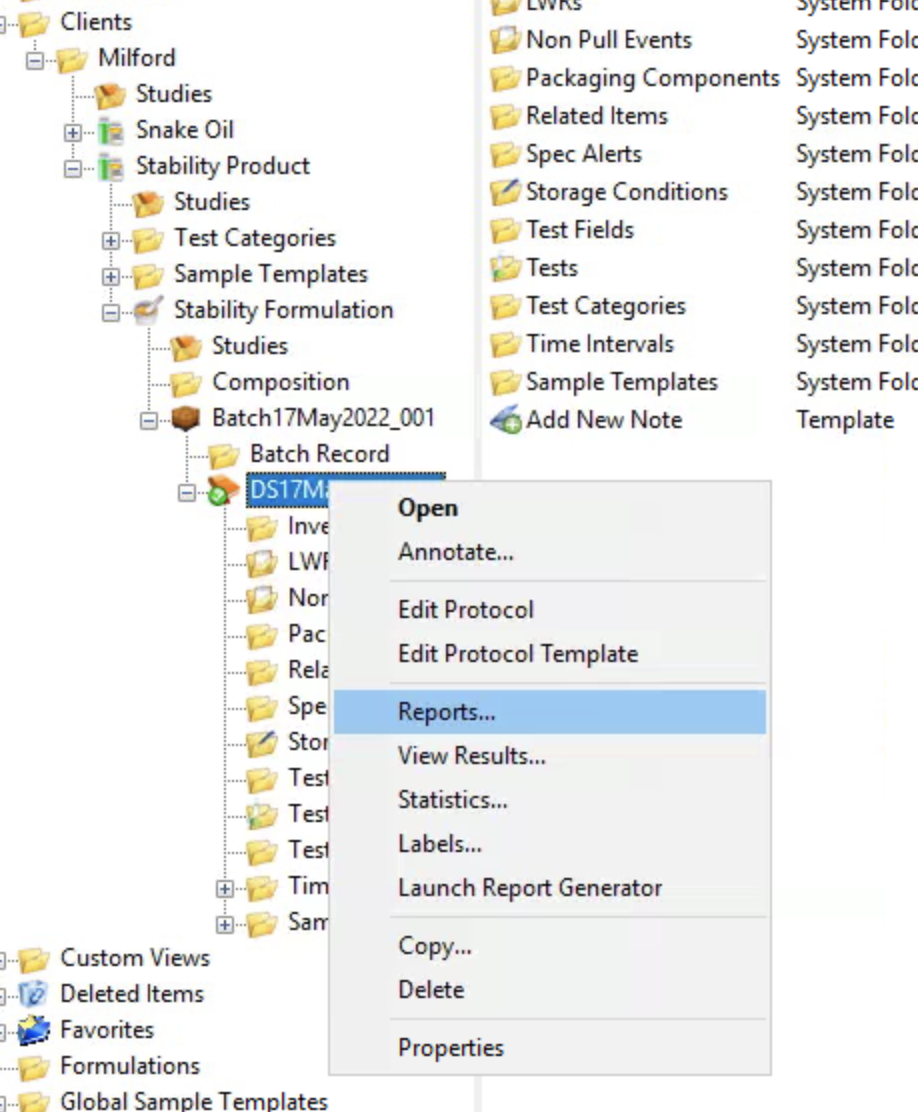 Clients
Milford
Studies
Snake Oil
Stability Product
Studies
Test Categories
Sample Templates
Stability Formulation
Studies
Composition
Batch17May2022_001
Batch Record
DS17Ma
Inve
LWR
Nor
Pac
Rela
Spe
Stor
Test
Test
Test
Tim
Sam
Custom Views
Deleted Items
Favorites
Formulations
Global Sample Templates
LWRs System Fold
Non Pull Events System Fold
Packaging Components System Fold
Related Items System Fold
Spec Alerts System Fold
Storage Conditions System Fold
Test Fields System Fold
Tests System Fold
Test Categories System Fold
Time Intervals System Fold
Sample Templates System Fold
Add New Note Template
Open
Annotate...
Edit Protocol
Edit Protocol Template
Reports...
View Results...
Statistics...
Labels...
Launch Report Generator
Copy...
Delete
Properties